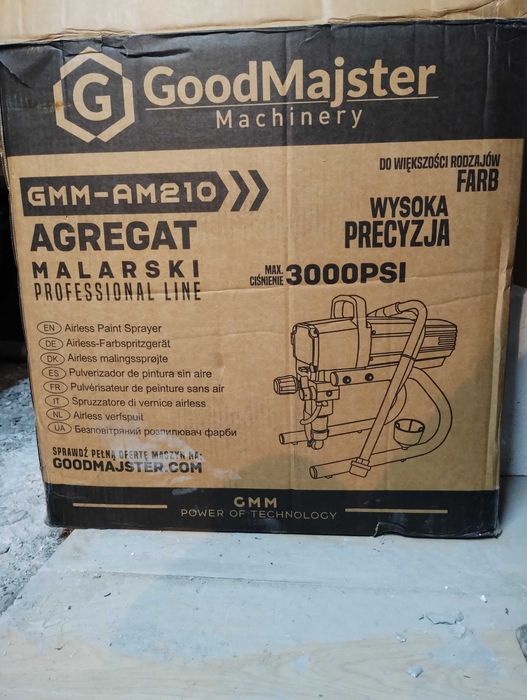 G
GoodMajster
Machinery
GMM-AM210
DO WIĘKSZOŚCI RODZAJÓW
FARB
AGREGAT
MALARSKI
PROFESSIONAL LINE
WYSOKA
PRECYZJA
MAX.
CIŚNIENIE 3000PSI
EN Airless Paint Sprayer
DE Airless-Farbspritzgerät
DK Airless malingssprøjte
ES Pulverizador de pintura sin aire
FR Pulvérisateur de peinture sans air
IT Spruzzatore di vernice airless
NL Airless verfspuit
UA Безповітряний розпилювач фарби
SPRAWDŹ PEŁNĄ OFERTĘ MASZYN NA:
GOODMAJSTER.COM
GMM
POWER OF TECHNOLOGY